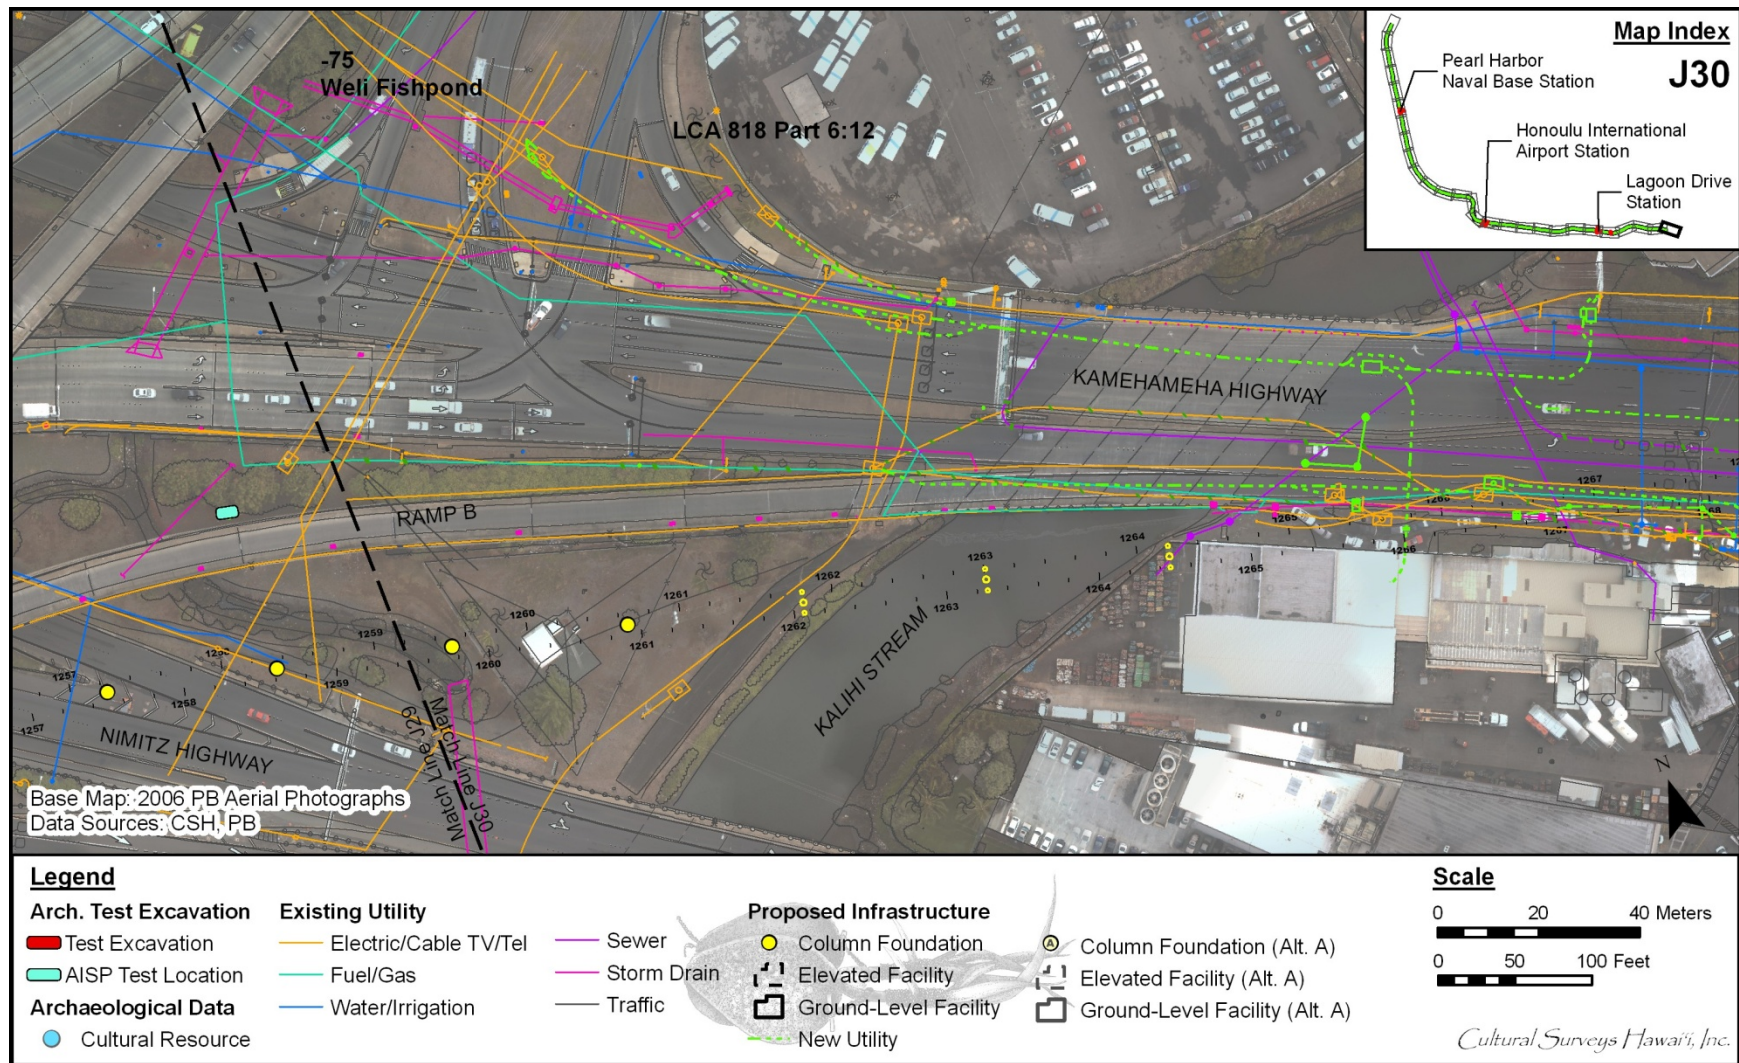 -75
Weli Fishpond
LCA 818 Part 6:12
Map Index
J30
Pearl Harbor
Naval Base Station
Honoulu International
Airport Station
Lagoon Drive
Station
KAMEHAMEHA HIGHWAY
RAMP B
KALIHI STREAM
NIMITZ HIGHWAY
Match Line J29
Match Line J30
1257
1257
1258
1258
1259
1259
1260
1260
1261
1261
1262
1262
1263
1263
1264
1264
1265
1265
1266
1266
1267
1267
1268
N
Base Map: 2006 PB Aerial Photographs
Data Sources: CSH, PB
Legend
Arch. Test Excavation
Test Excavation
AISP Test Location
Archaeological Data
Cultural Resource
Existing Utility
Electric/Cable TV/Tel
Fuel/Gas
Water/Irrigation
Sewer
Storm Drain
Traffic
Proposed Infrastructure
Column Foundation
Elevated Facility
Ground-Level Facility
New Utility
A Column Foundation (Alt. A)
Elevated Facility (Alt. A)
Ground-Level Facility (Alt. A)
Scale
0 20 40 Meters
0 50 100 Feet
Cultural Surveys Hawai'i, Inc.